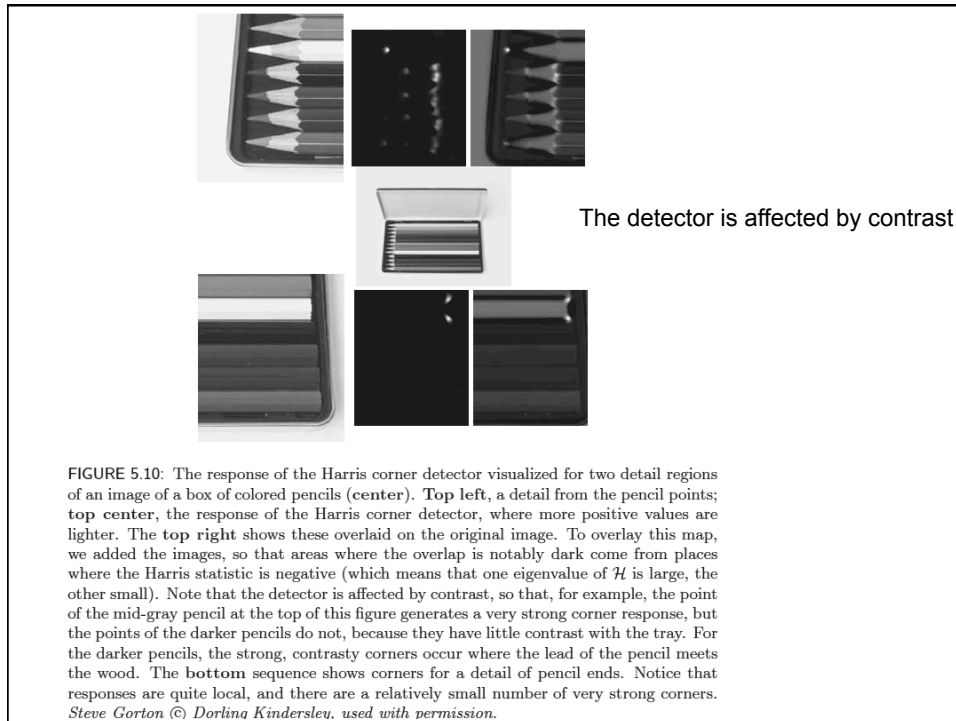 The detector is affected by contrast
FIGURE 5.10: The response of the Harris corner detector visualized for two detail regions
of an image of a box of colored pencils (center). Top left, a detail from the pencil points;
top center, the response of the Harris corner detector, where more positive values are
lighter. The top right shows these overlaid on the original image. To overlay this map,
we added the images, so that areas where the overlap is notably dark come from places
where the Harris statistic is negative (which means that one eigenvalue of ℋ is large, the
other small). Note that the detector is affected by contrast, so that, for example, the point
of the mid-gray pencil at the top of this figure generates a very strong corner response, but
the points of the darker pencils do not, because they have little contrast with the tray. For
the darker pencils, the strong, contrasty corners occur where the lead of the pencil meets
the wood. The bottom sequence shows corners for a detail of pencil ends. Notice that
responses are quite local, and there are a relatively small number of very strong corners.
Steve Gorton © Dorling Kindersley, used with permission.